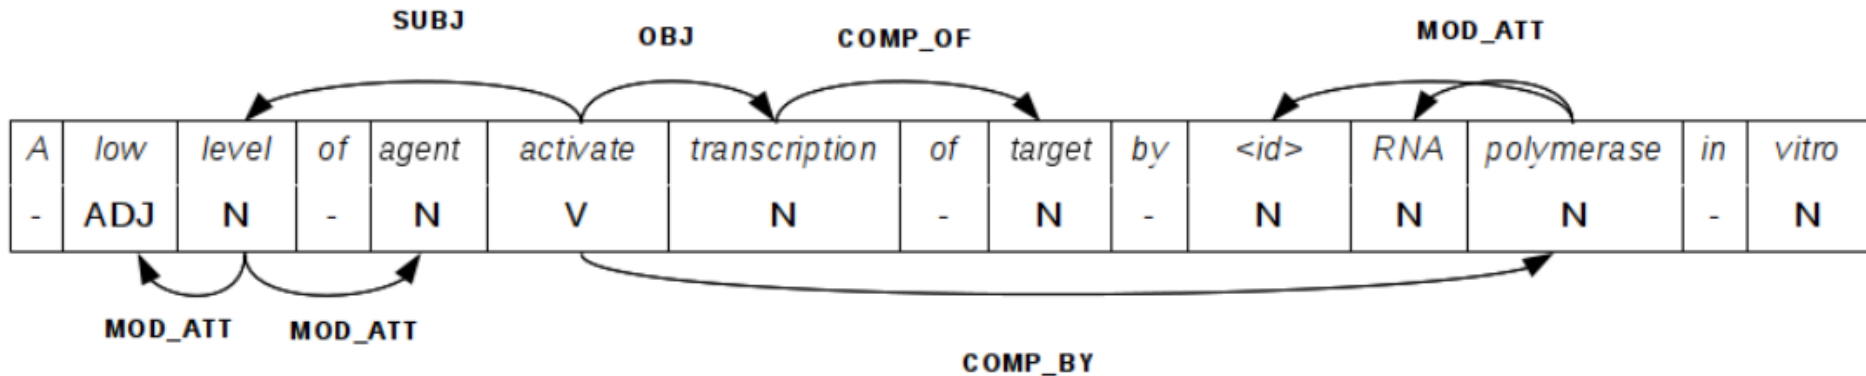 SUBJ OBJ COMP_OF MOD_ATT
A low level of agent activate transcription of target by <id> RNA polymerase in vitro
- ADJ N - N V N - N - N N N - N
MOD_ATT MOD_ATT
COMP_BY